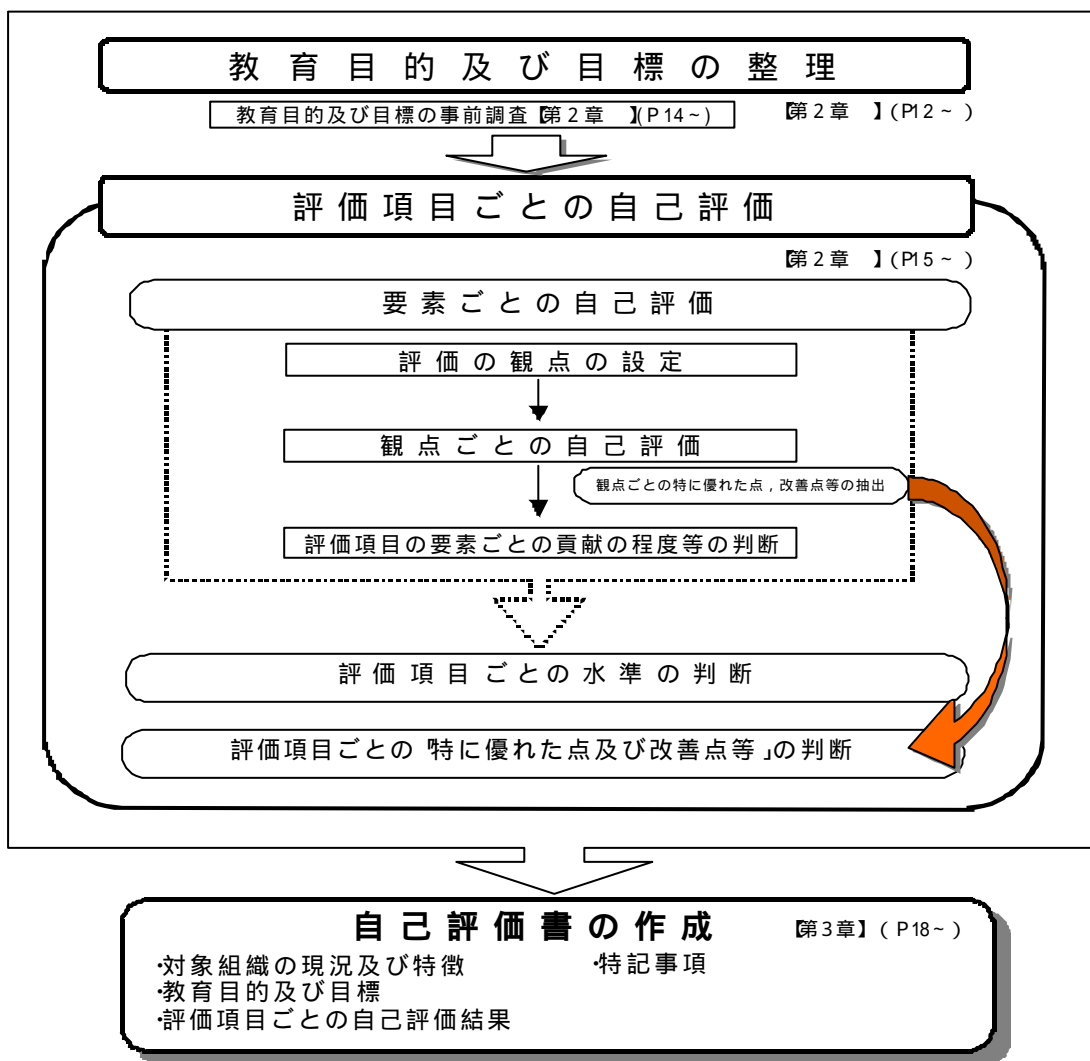 教育目的及び目標の整理
教育目的及び目標の事前調査【第2章　】(P14~)
【第2章　】(P12~)
評価項目ごとの自己評価
【第2章　】(P15~)
要素ごとの自己評価
評価の観点の設定
観点ごとの自己評価
観点ごとの特に優れた点，改善点等の抽出
評価項目の要素ごとの貢献の程度等の判断
評価項目ごとの水準の判断
評価項目ごとの「特に優れた点及び改善点等」の判断
自己評価書の作成
【第3章】(P18~)
・対象組織の現況及び特徴
・特記事項
・教育目的及び目標
・評価項目ごとの自己評価結果